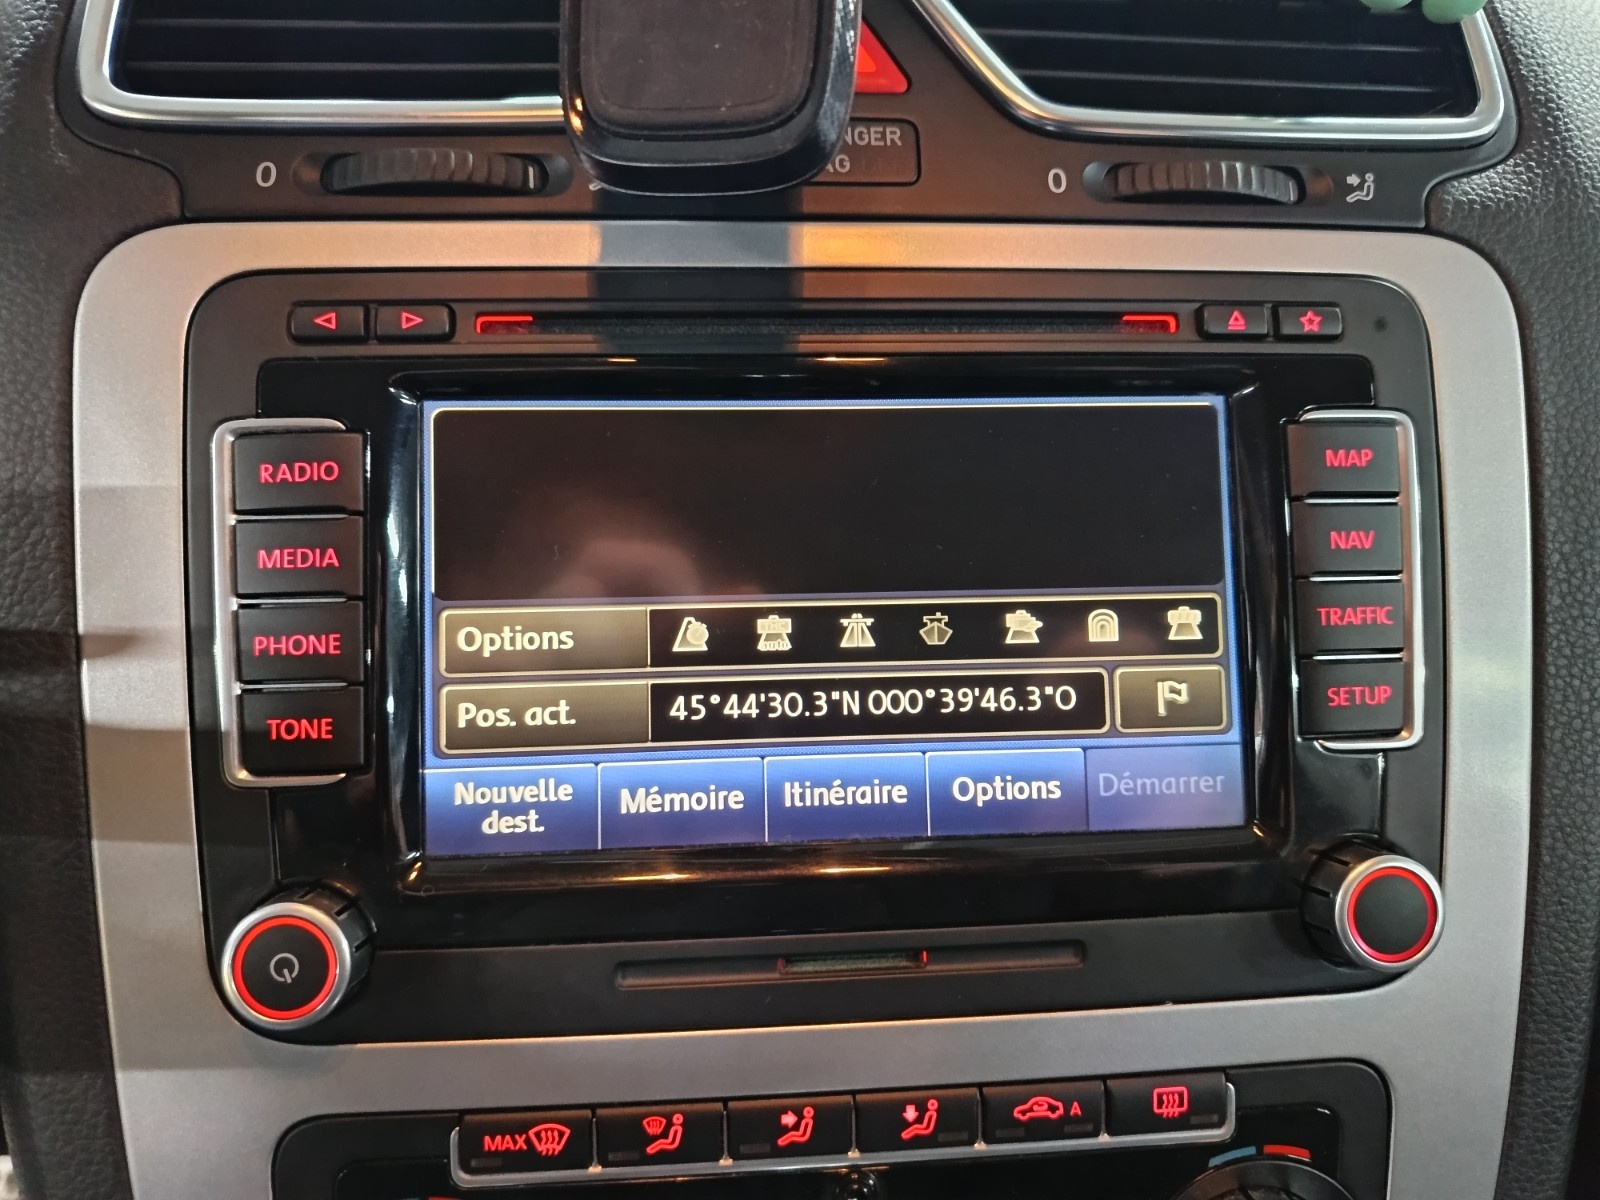 0
NGER
AG
0
RADIO
MEDIA
PHONE
TONE
MAP
NAV
TRAFFIC
SETUP
Options
auto
Pos. act.
45°44'30.3"N 000°39'46.3"O
Nouvelle dest.
Mémoire
Itinéraire
Options
Démarrer
MAX
A